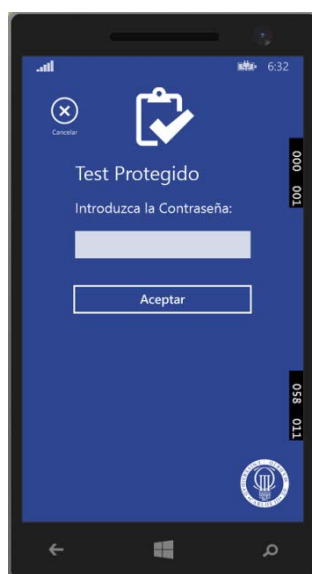 6:32
Cancelar
Test Protegido
Introduzca la Contraseña:
Aceptar
000 001
058 011